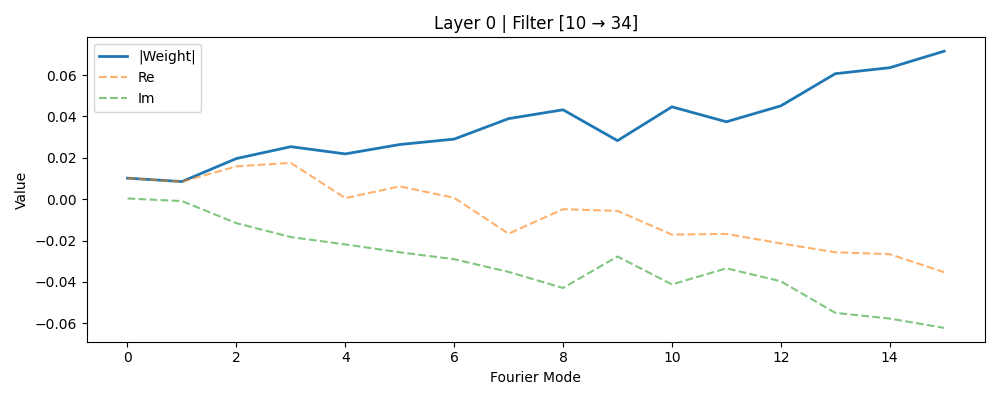 Layer 0 | Filter [10 → 34]
|Weight|
Re
Im
Value
0.06
0.04
0.02
0.00
−0.02
−0.04
−0.06
0 2 4 6 8 10 12 14
Fourier Mode